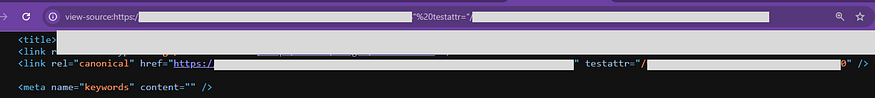 view-source:https:/ "%20testattr="/
<title>
<link r
<link rel="canonical" href="https:/ " testattr="/ 0" />
<meta name="keywords" content="" />